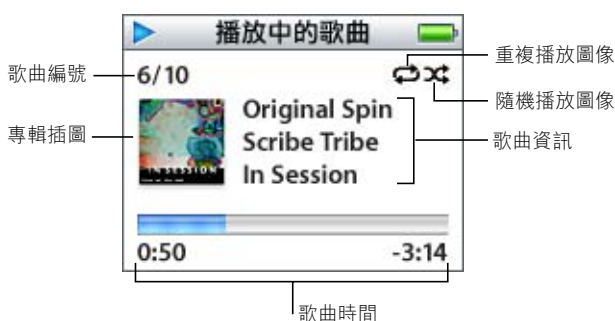 播放中的歌曲
歌曲編號
6/10
重複播放圖像
隨機播放圖像
專輯插圖
Original Spin
Scribe Tribe
In Session
歌曲資訊
IN SESSION
0:50
-3:14
歌曲時間